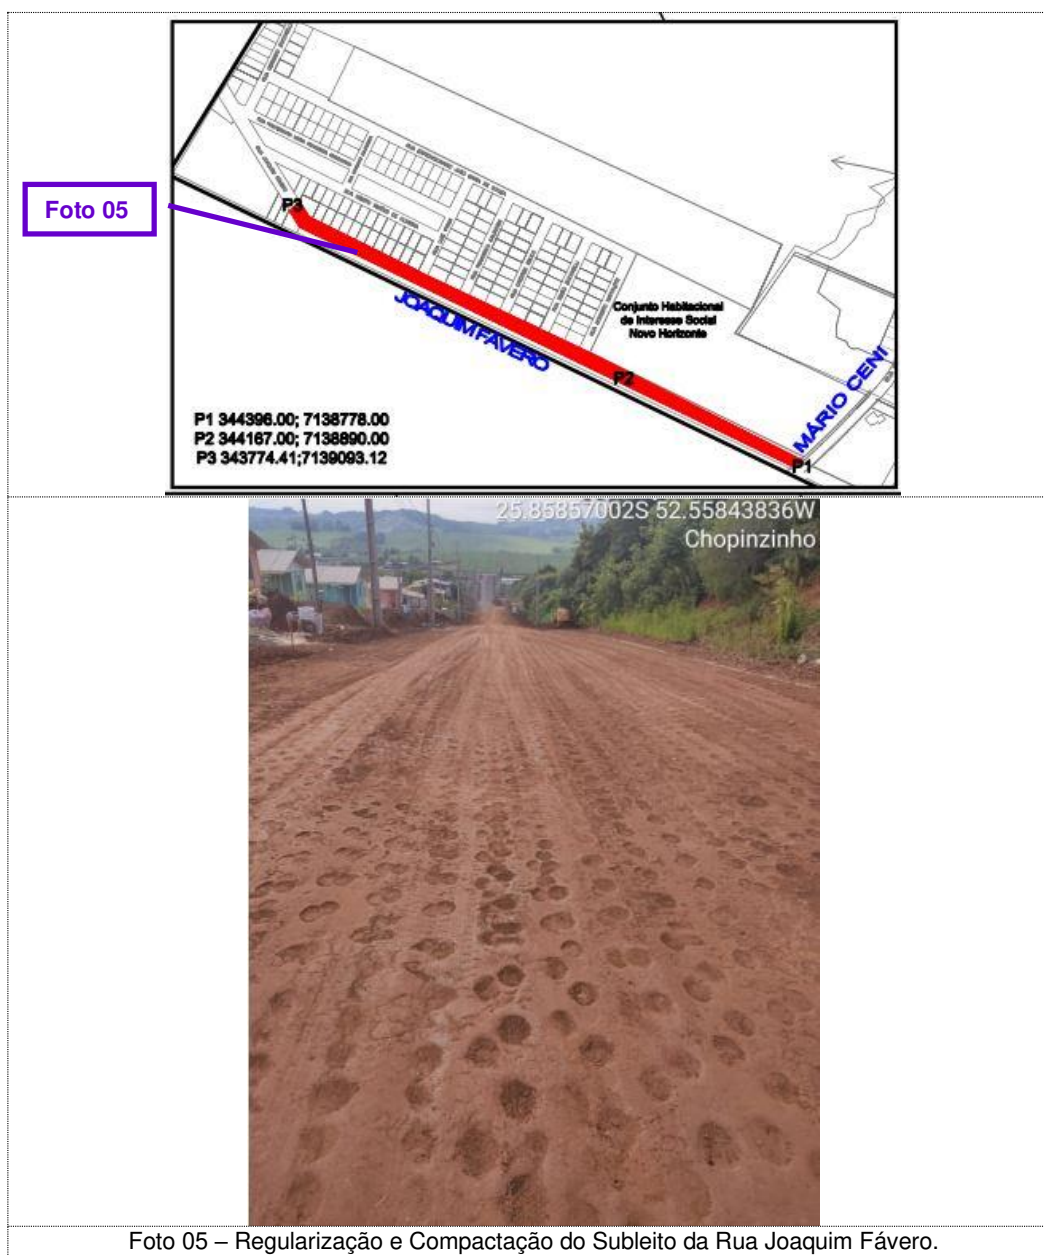 Foto 05
P3
JOAQUIM FÁVERO
Conjunto Habitacional
de Interesse Social
Novo Horizonte
P2
MÁRIO CENI
P1
P1 344396.00; 7138778.00
P2 344167.00; 7138890.00
P3 343774.41;7139093.12
25.85857002S 52.55843836W
Chopinzinho
Foto 05 – Regularização e Compactação do Subleito da Rua Joaquim Fávero.